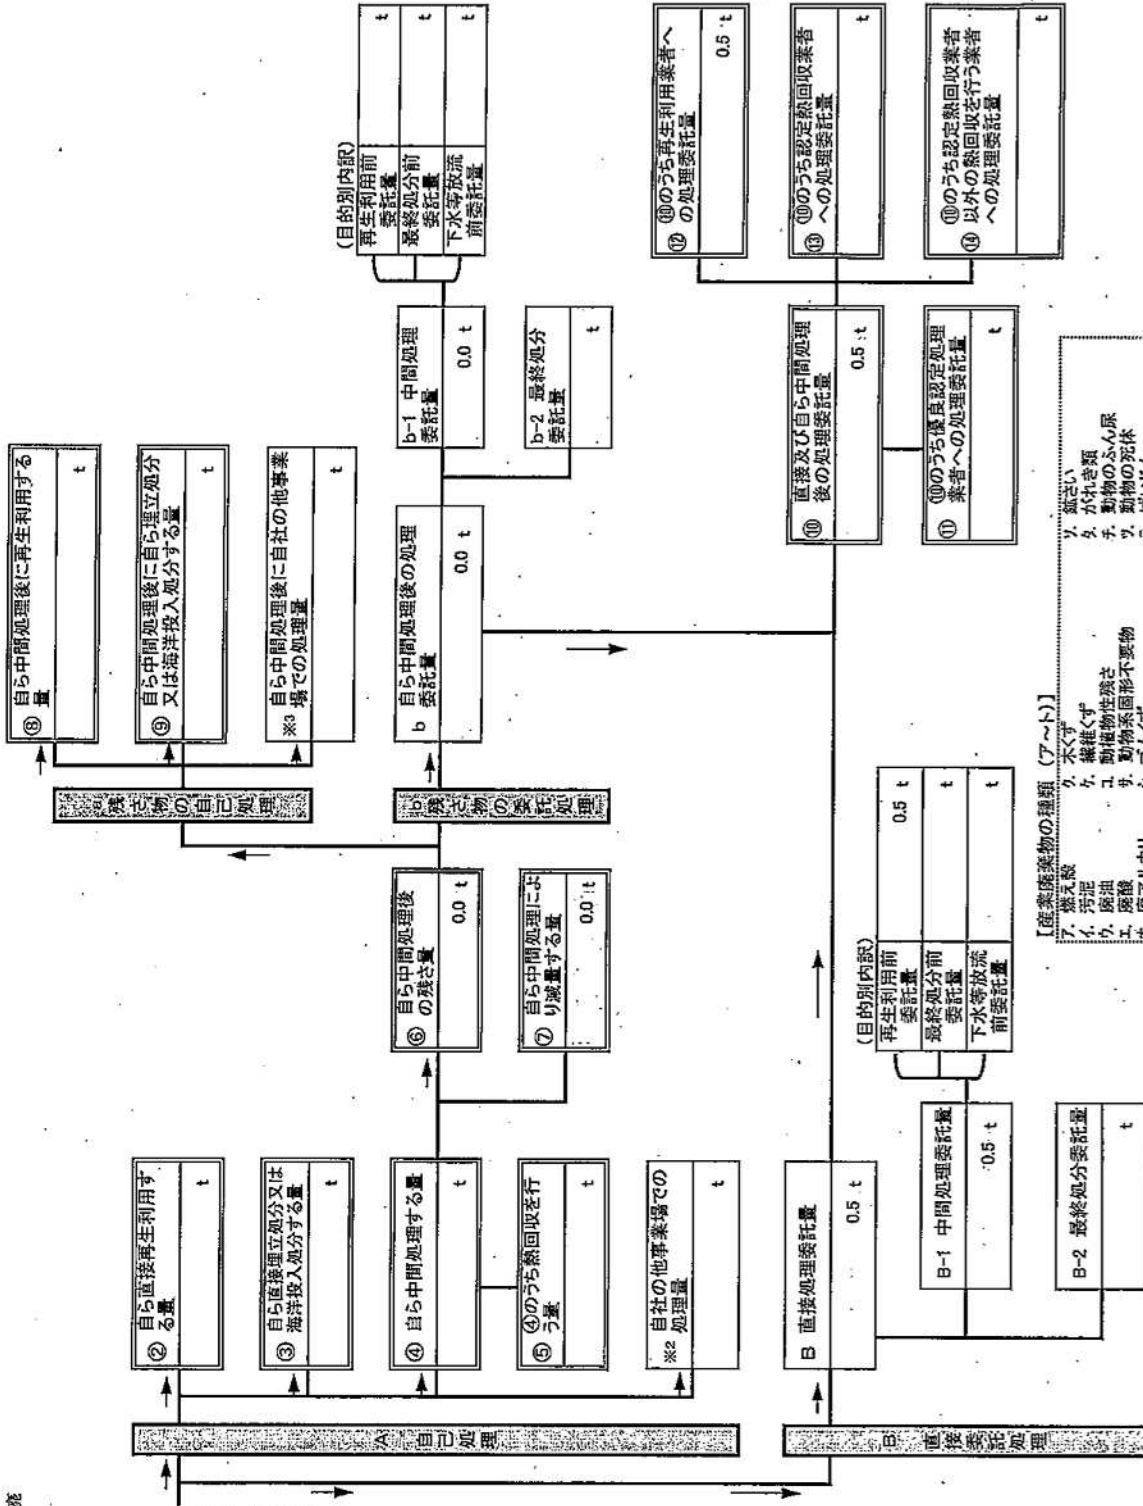 A 自己処理
② 自ら直接再生利用す
る量
t
③ 自ら直接埋立処分又は
海洋投入処分する量
t
④ 自ら中間処理する量
t
⑤ ④のうち熱回収を行
う量
t
※2 自社の他事業場での
処理量
t
⑥ 自ら中間処理後
の残さ量
0.0 t
⑦ 自ら中間処理によ
り減量する量
0.0 t
a 残さ物の自己処理
⑧ 自ら中間処理後に再生利用する
量
t
⑨ 自ら中間処理後に自ら埋立処分
又は海洋投入処分する量
t
※3 自ら中間処理後に自社の他事業
場での処理量
t
b 残さ物の委託処理
b 自ら中間処理後の処理
委託量
0.0 t
b-1 中間処理
委託量
0.0 t
b-2 最終処分
委託量
t
(目的別内訳)
再生利用前
委託量
t
最終処分前
委託量
t
下水等放流
前委託量
t
B 直接委託処理
B 直接処理委託量
0.5 t
B-1 中間処理委託量
0.5 t
B-2 最終処分委託量
t
(目的別内訳)
再生利用前
委託量
0.5 t
最終処分前
委託量
t
下水等放流
前委託量
t
⑩ 直接及び自ら中間処理
後の処理委託量
0.5 t
⑪ ⑩のうち優良認定処理
業者への処理委託量
t
⑫ ⑩のうち再生利用業者へ
の処理委託量
0.5 t
⑬ ⑩のうち認定熱回収業者
への処理委託量
t
⑭ ⑩のうち認定熱回収業者
以外の熱回収を行う業者
への処理委託量
t
【産業廃棄物の種類(ア～ト)】
ア. 燃え殻 ク. 木くず ソ. 鉱さい
イ. 汚泥 ケ. 繊維くず タ. がれき類
ウ. 廃油 コ. 動植物性残さ チ. 動物のふん尿
エ. 廃酸 サ. 動物系固形不要物 ツ. 動物の死体